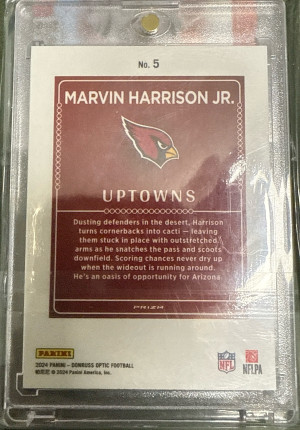 No. 5
MARVIN HARRISON JR.
UPTOWNS
Dusting defenders in the desert, Harrison
turns cornerbacks into cacti — leaving
them stuck in place with outstretched
arms as he snatches the pass and scoots
downfield. Scoring chances never dry up
when the wideout is running around.
He's an oasis of opportunity for Arizona.
PRIZM
PANINI
2024 PANINI - DONRUSS OPTIC FOOTBALL
© 2024 Panini America, Inc.
NFL
NFLPA